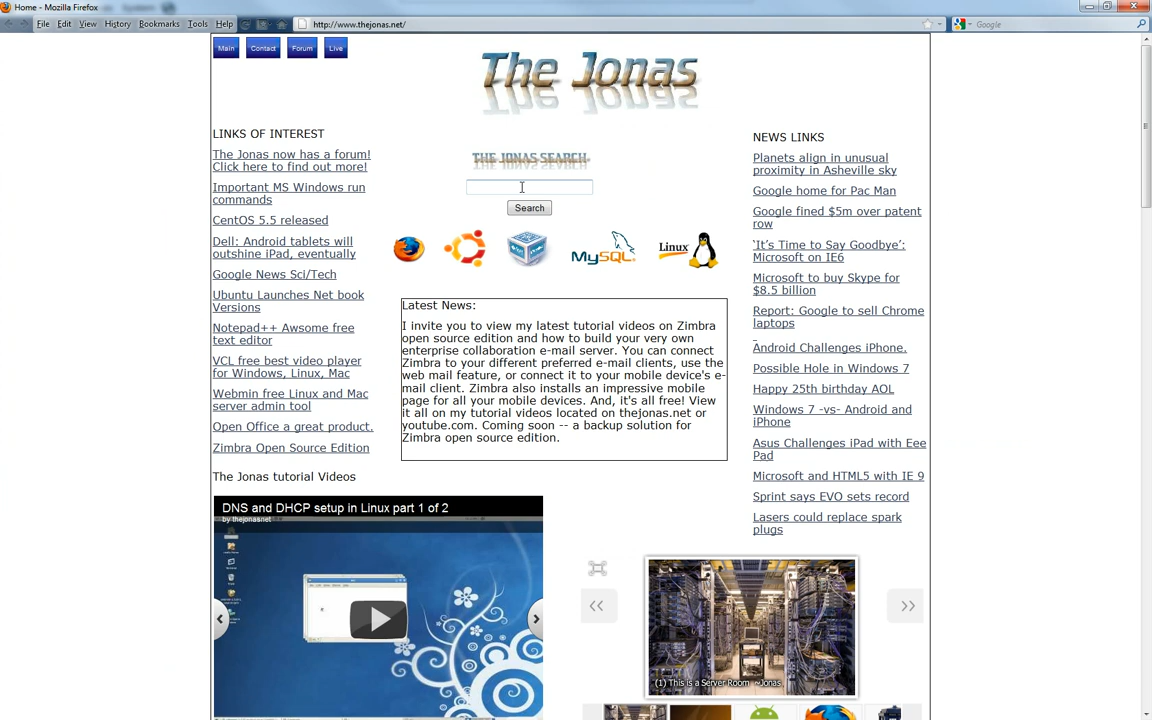 Home - Mozilla Firefox
File Edit View History Bookmarks Tools Help
http://www.thejonas.net/
Google
Main
Contact
Forum
Live
The Jonas
LINKS OF INTEREST
The Jonas now has a forum!
Click here to find out more!
Important MS Windows run
commands
CentOS 5.5 released
Dell: Android tablets will
outshine iPad, eventually
Google News Sci/Tech
Ubuntu Launches Net book
Versions
Notepad++ Awsome free
text editor
VCL free best video player
for Windows, Linux, Mac
Webmin free Linux and Mac
server admin tool
Open Office a great product.
Zimbra Open Source Edition
THE JONAS SEARCH
Search
MySQL
Linux
Latest News:
I invite you to view my latest tutorial videos on Zimbra
open source edition and how to build your very own
enterprise collaboration e-mail server. You can connect
Zimbra to your different preferred e-mail clients, use the
web mail feature, or connect it to your mobile device's e-
mail client. Zimbra also installs an impressive mobile
page for all your mobile devices. And, it's all free! View
it all on my tutorial videos located on thejonas.net or
youtube.com. Coming soon -- a backup solution for
Zimbra open source edition.
NEWS LINKS
Planets align in unusual
proximity in Asheville sky
Google home for Pac Man
Google fined $5m over patent
row
‘It’s Time to Say Goodbye’:
Microsoft on IE6
Microsoft to buy Skype for
$8.5 billion
Report: Google to sell Chrome
laptops
Android Challenges iPhone.
Possible Hole in Windows 7
Happy 25th birthday AOL
Windows 7 -vs- Android and
iPhone
Asus Challenges iPad with Eee
Pad
Microsoft and HTML5 with IE 9
Sprint says EVO sets record
Lasers could replace spark
plugs
The Jonas tutorial Videos
DNS and DHCP setup in Linux part 1 of 2
by thejonasnet
(1) This is a Server Room ~Jonas